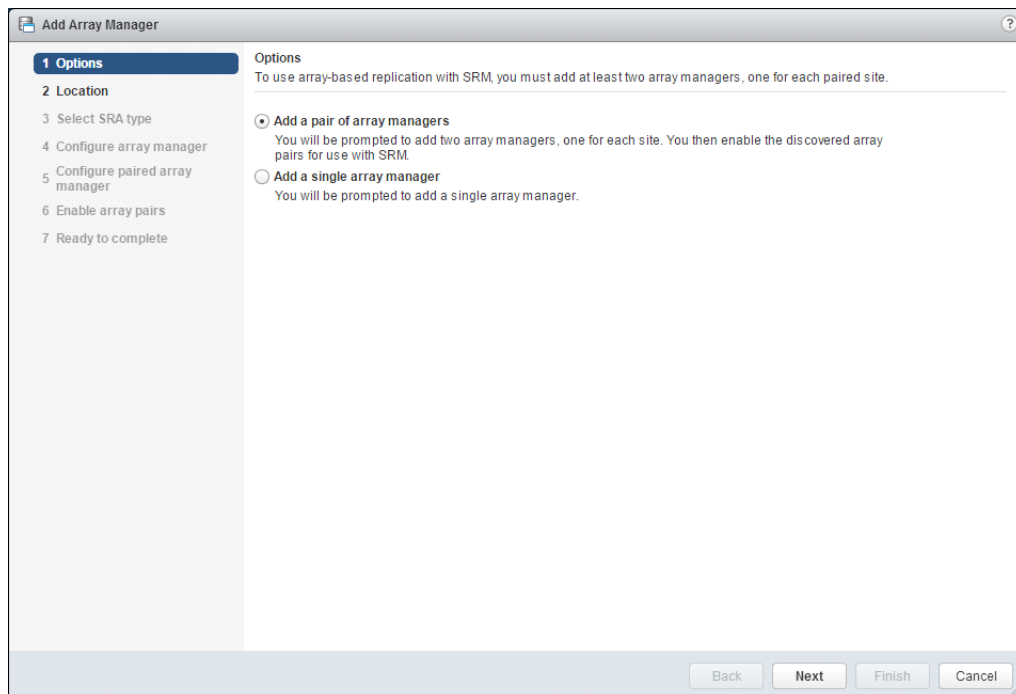 Add Array Manager
?
1 Options
2 Location
3 Select SRA type
4 Configure array manager
5 Configure paired array
manager
6 Enable array pairs
7 Ready to complete
Options
To use array-based replication with SRM, you must add at least two array managers, one for each paired site.
Add a pair of array managers
You will be prompted to add two array managers, one for each site. You then enable the discovered array
pairs for use with SRM.
Add a single array manager
You will be prompted to add a single array manager.
Back
Next
Finish
Cancel